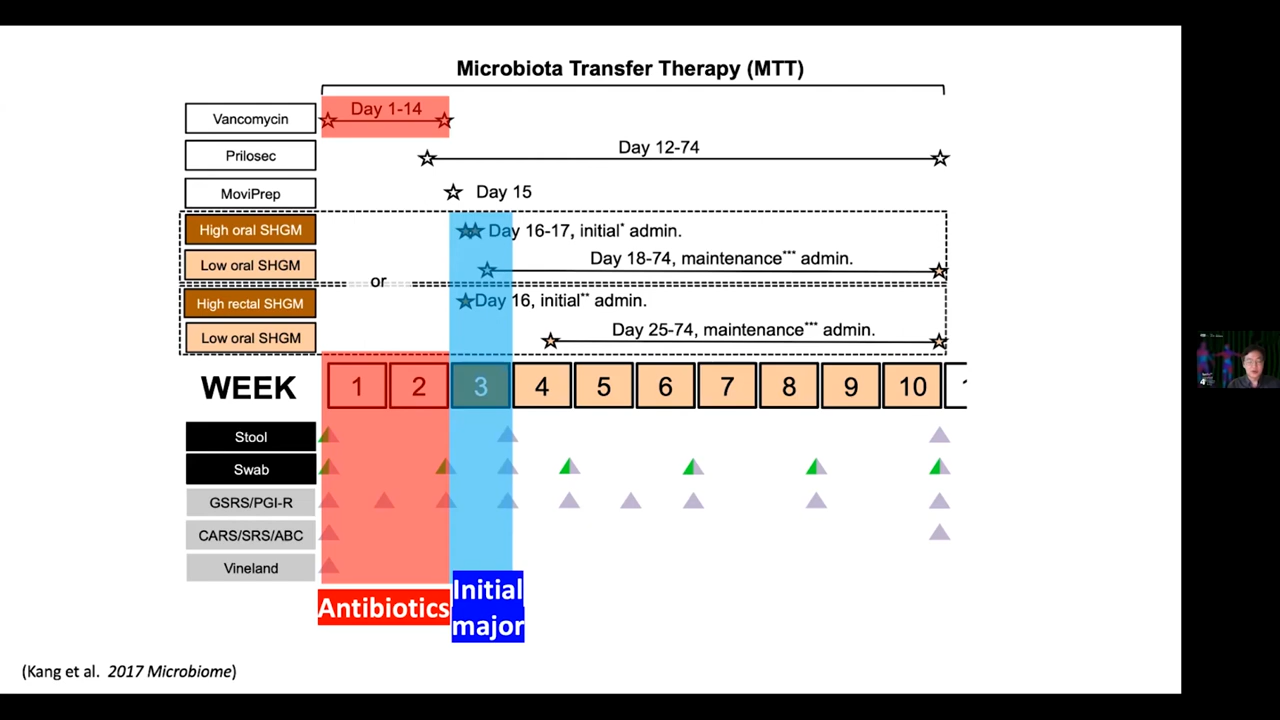 Microbiota Transfer Therapy (MTT)
Vancomycin
Day 1-14
Prilosec
Day 12-74
MoviPrep
Day 15
High oral SHGM
Day 16-17, initial* admin.
Low oral SHGM
Day 18-74, maintenance*** admin.
or
High rectal SHGM
Day 16, initial** admin.
Low oral SHGM
Day 25-74, maintenance*** admin.
WEEK 1 2 3 4 5 6 7 8 9 10
Stool
Swab
GSRS/PGI-R
CARS/SRS/ABC
Vineland
Antibiotics
Initial
major
(Kang et al. 2017 Microbiome)